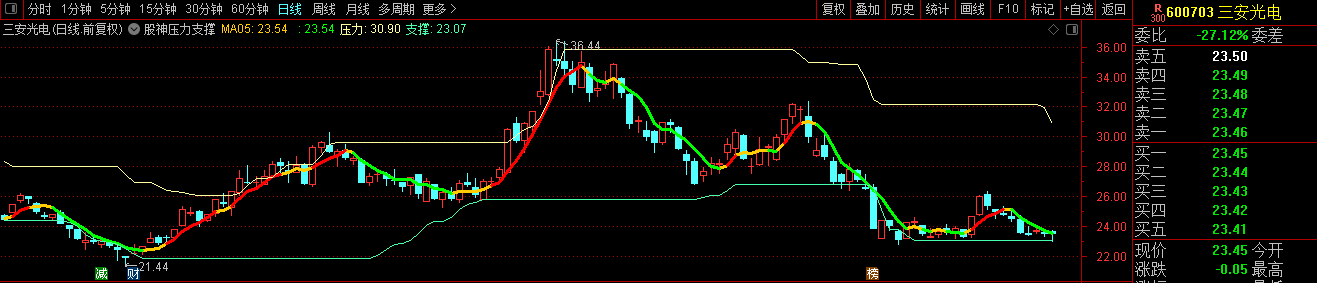 分时 1分钟 5分钟 15分钟 30分钟 60分钟 日线 周线 月线 多周期 更多 >
复权 叠加 历史 统计 画线 F10 标记 +自选 返回
R 300 600703 三安光电
三安光电(日线.前复权) 股神压力支撑 MA05: 23.54 : 23.54 压力: 30.90 支撑: 23.07
委比 -27.12% 委差
卖五 23.50
卖四 23.49
卖三 23.48
卖二 23.47
卖一 23.46
买一 23.45
买二 23.44
买三 23.43
买四 23.42
买五 23.41
现价 23.45 今开
涨跌 -0.05 最高
36.44
21.44
减
财
榜
36.00
34.00
32.00
30.00
28.00
26.00
24.00
22.00